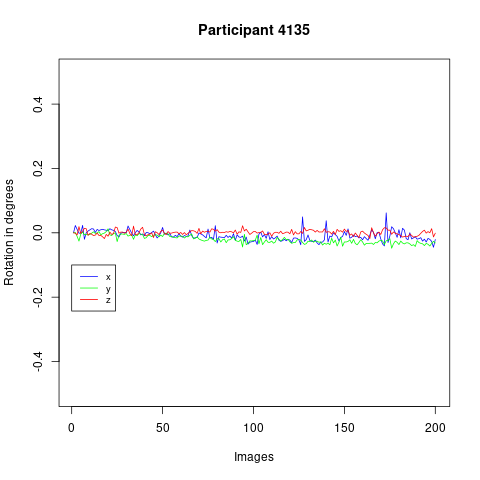 Participant 4135
Rotation in degrees
0.4
0.2
0.0
-0.2
-0.4
x
y
z
0 50 100 150 200
Images